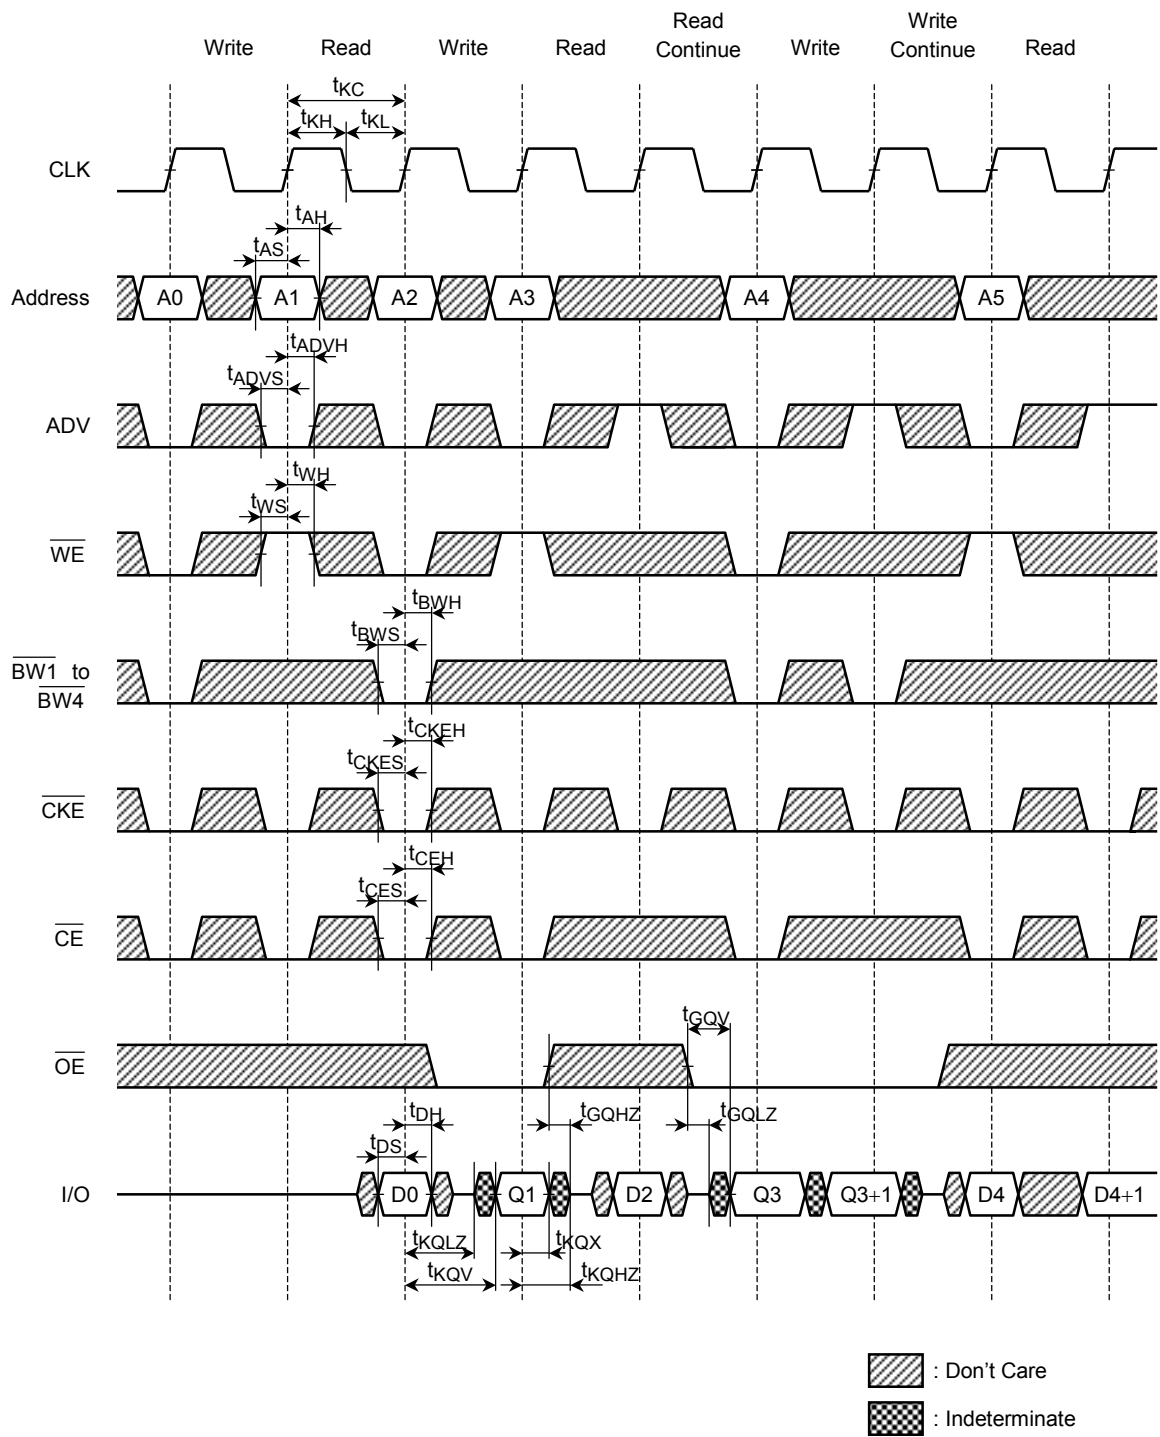 Write Read Write Read Read Continue Write Write Continue Read
tKC
tKH tKL
CLK
tAH
tAS
Address A0 A1 A2 A3 A4 A5
tADVH
tADVS
ADV
tWH
tWS
WE
tBWH
tBWS
BW1 to
BW4
tCKEH
tCKES
CKE
tCEH
tCES
CE
tGQV
OE
tDH tGQHZ tGQLZ
tDS
I/O D0 Q1 D2 Q3 Q3+1 D4 D4+1
tKQLZ tKQX
tKQV tKQHZ
: Don't Care
: Indeterminate